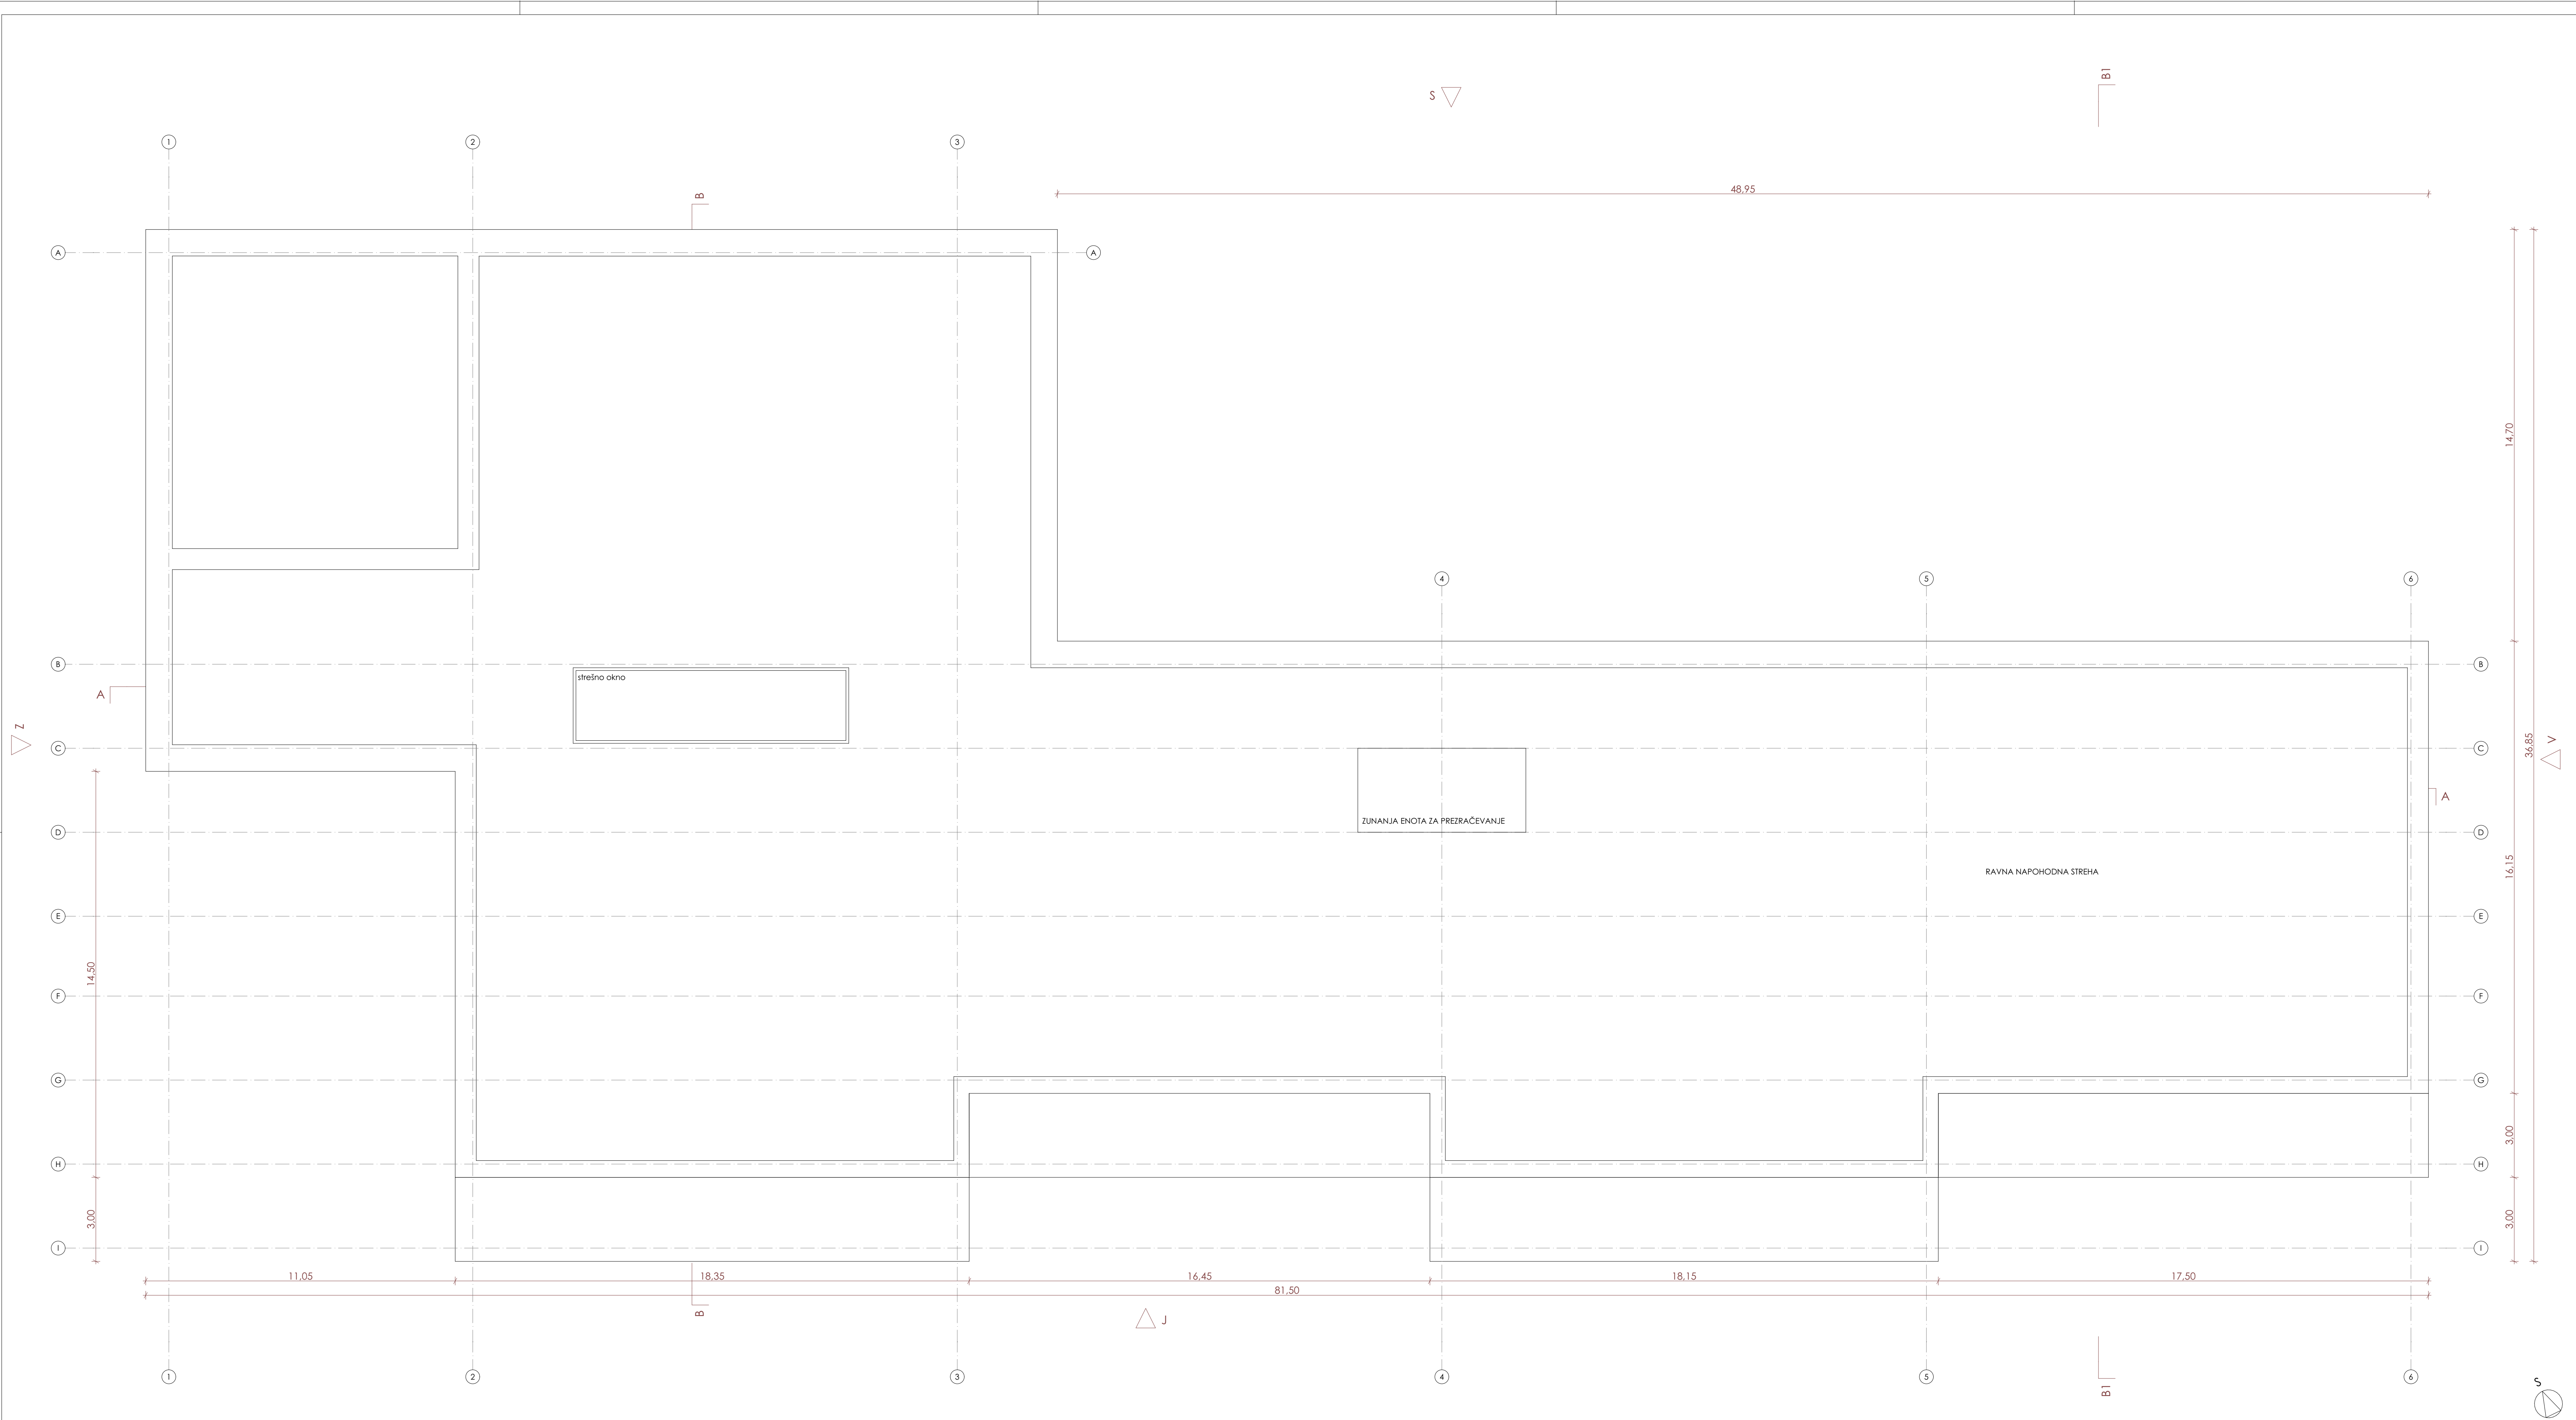 B1
S
1
2
3
48,95
B
A
A
14,70
4
5
6
B
B
strešno okno
A
Z
36,85
V
C
C
A
ZUNANJA ENOTA ZA PREZRAČEVANJE
D
D
16,15
RAVNA NAPOHODNA STREHA
E
E
14,50
F
F
G
G
3,00
H
H
3,00
3,00
I
I
11,05
18,35
16,45
18,15
17,50
81,50
B
J
1
2
3
4
5
6
B1
S